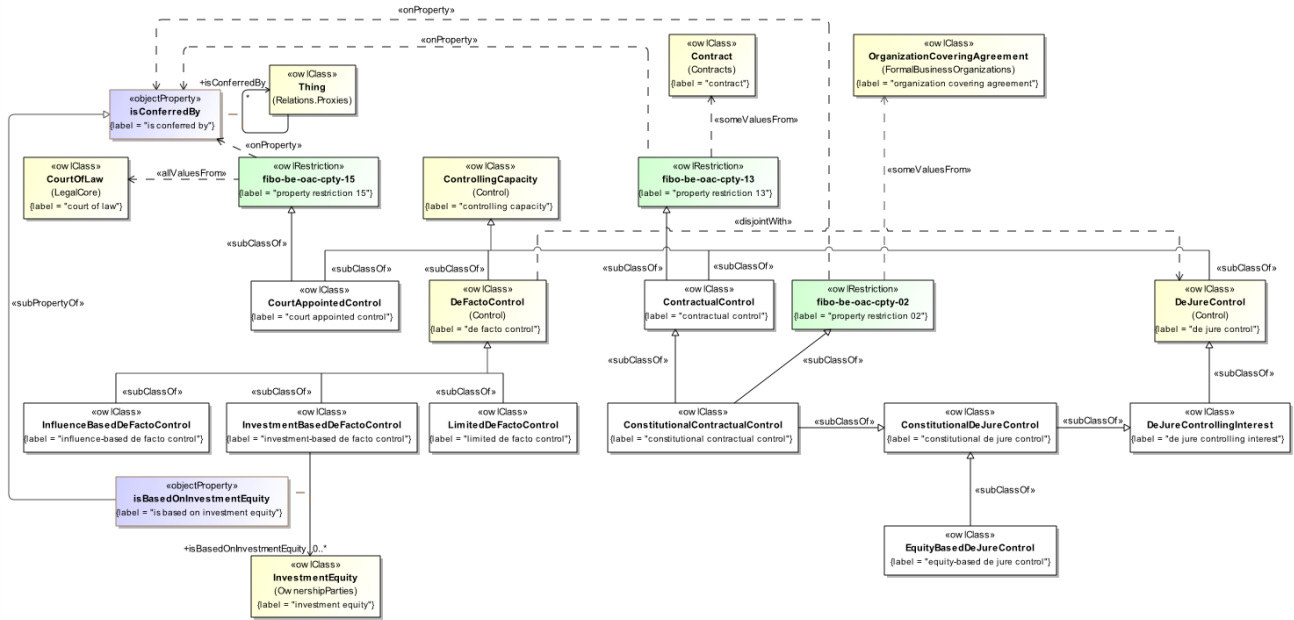 «onProperty»
«onProperty»
«owlClass»
Contract
(Contracts)
{label = "contract"}
«owlClass»
OrganizationCoveringAgreement
(FormalBusinessOrganizations)
{label = "organization covering agreement"}
+isConferredBy
«owlClass»
Thing
(Relations.Proxies)
*
«objectProperty»
isConferredBy
{label = "is conferred by"}
«onProperty»
«someValuesFrom»
«someValuesFrom»
«owlClass»
CourtOfLaw
(LegalCore)
{label = "court of law"}
«allValuesFrom»
«owlRestriction»
fibo-be-oac-cpty-15
{label = "property restriction 15"}
«owlClass»
ControllingCapacity
(Control)
{label = "controlling capacity"}
«owlRestriction»
fibo-be-oac-cpty-13
{label = "property restriction 13"}
«disjointWith»
«subClassOf»
«subClassOf»
«subClassOf»
«subClassOf»
«subClassOf»
«subClassOf»
«subPropertyOf»
«owlClass»
CourtAppointedControl
{label = "court appointed control"}
«owlClass»
DeFactoControl
(Control)
{label = "de facto control"}
«owlClass»
ContractualControl
{label = "contractual control"}
«owlRestriction»
fibo-be-oac-cpty-02
{label = "property restriction 02"}
«owlClass»
DeJureControl
(Control)
{label = "de jure control"}
«subClassOf»
«subClassOf»
«subClassOf»
«subClassOf»
«subClassOf»
«subClassOf»
«owlClass»
InfluenceBasedDeFactoControl
{label = "influence-based de facto control"}
«owlClass»
InvestmentBasedDeFactoControl
{label = "investment-based de facto control"}
«owlClass»
LimitedDeFactoControl
{label = "limited de facto control"}
«owlClass»
ConstitutionalContractualControl
{label = "constitutional contractual control"}
«subClassOf»
«owlClass»
ConstitutionalDeJureControl
{label = "constitutional de jure control"}
«subClassOf»
«owlClass»
DeJureControllingInterest
{label = "de jure controlling interest"}
«objectProperty»
isBasedOnInvestmentEquity
{label = "is based on investment equity"}
«subClassOf»
+isBasedOnInvestmentEquity
0..*
«owlClass»
InvestmentEquity
(OwnershipParties)
{label = "investment equity"}
«owlClass»
EquityBasedDeJureControl
{label = "equity-based de jure control"}